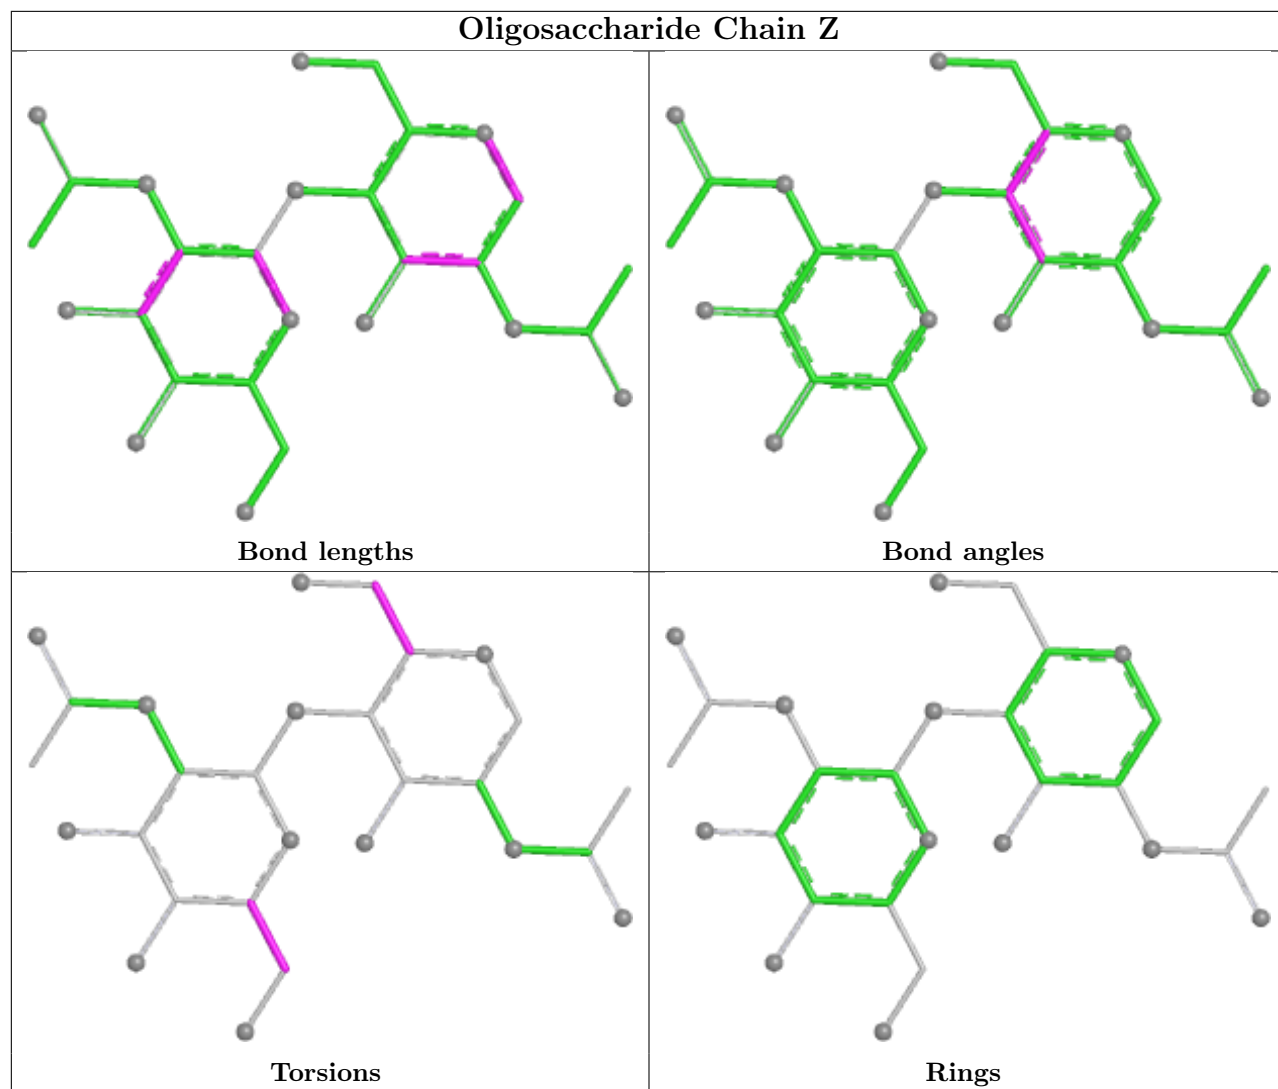 Oligosaccharide Chain Z
Bond lengths
Bond angles
Torsions
Rings